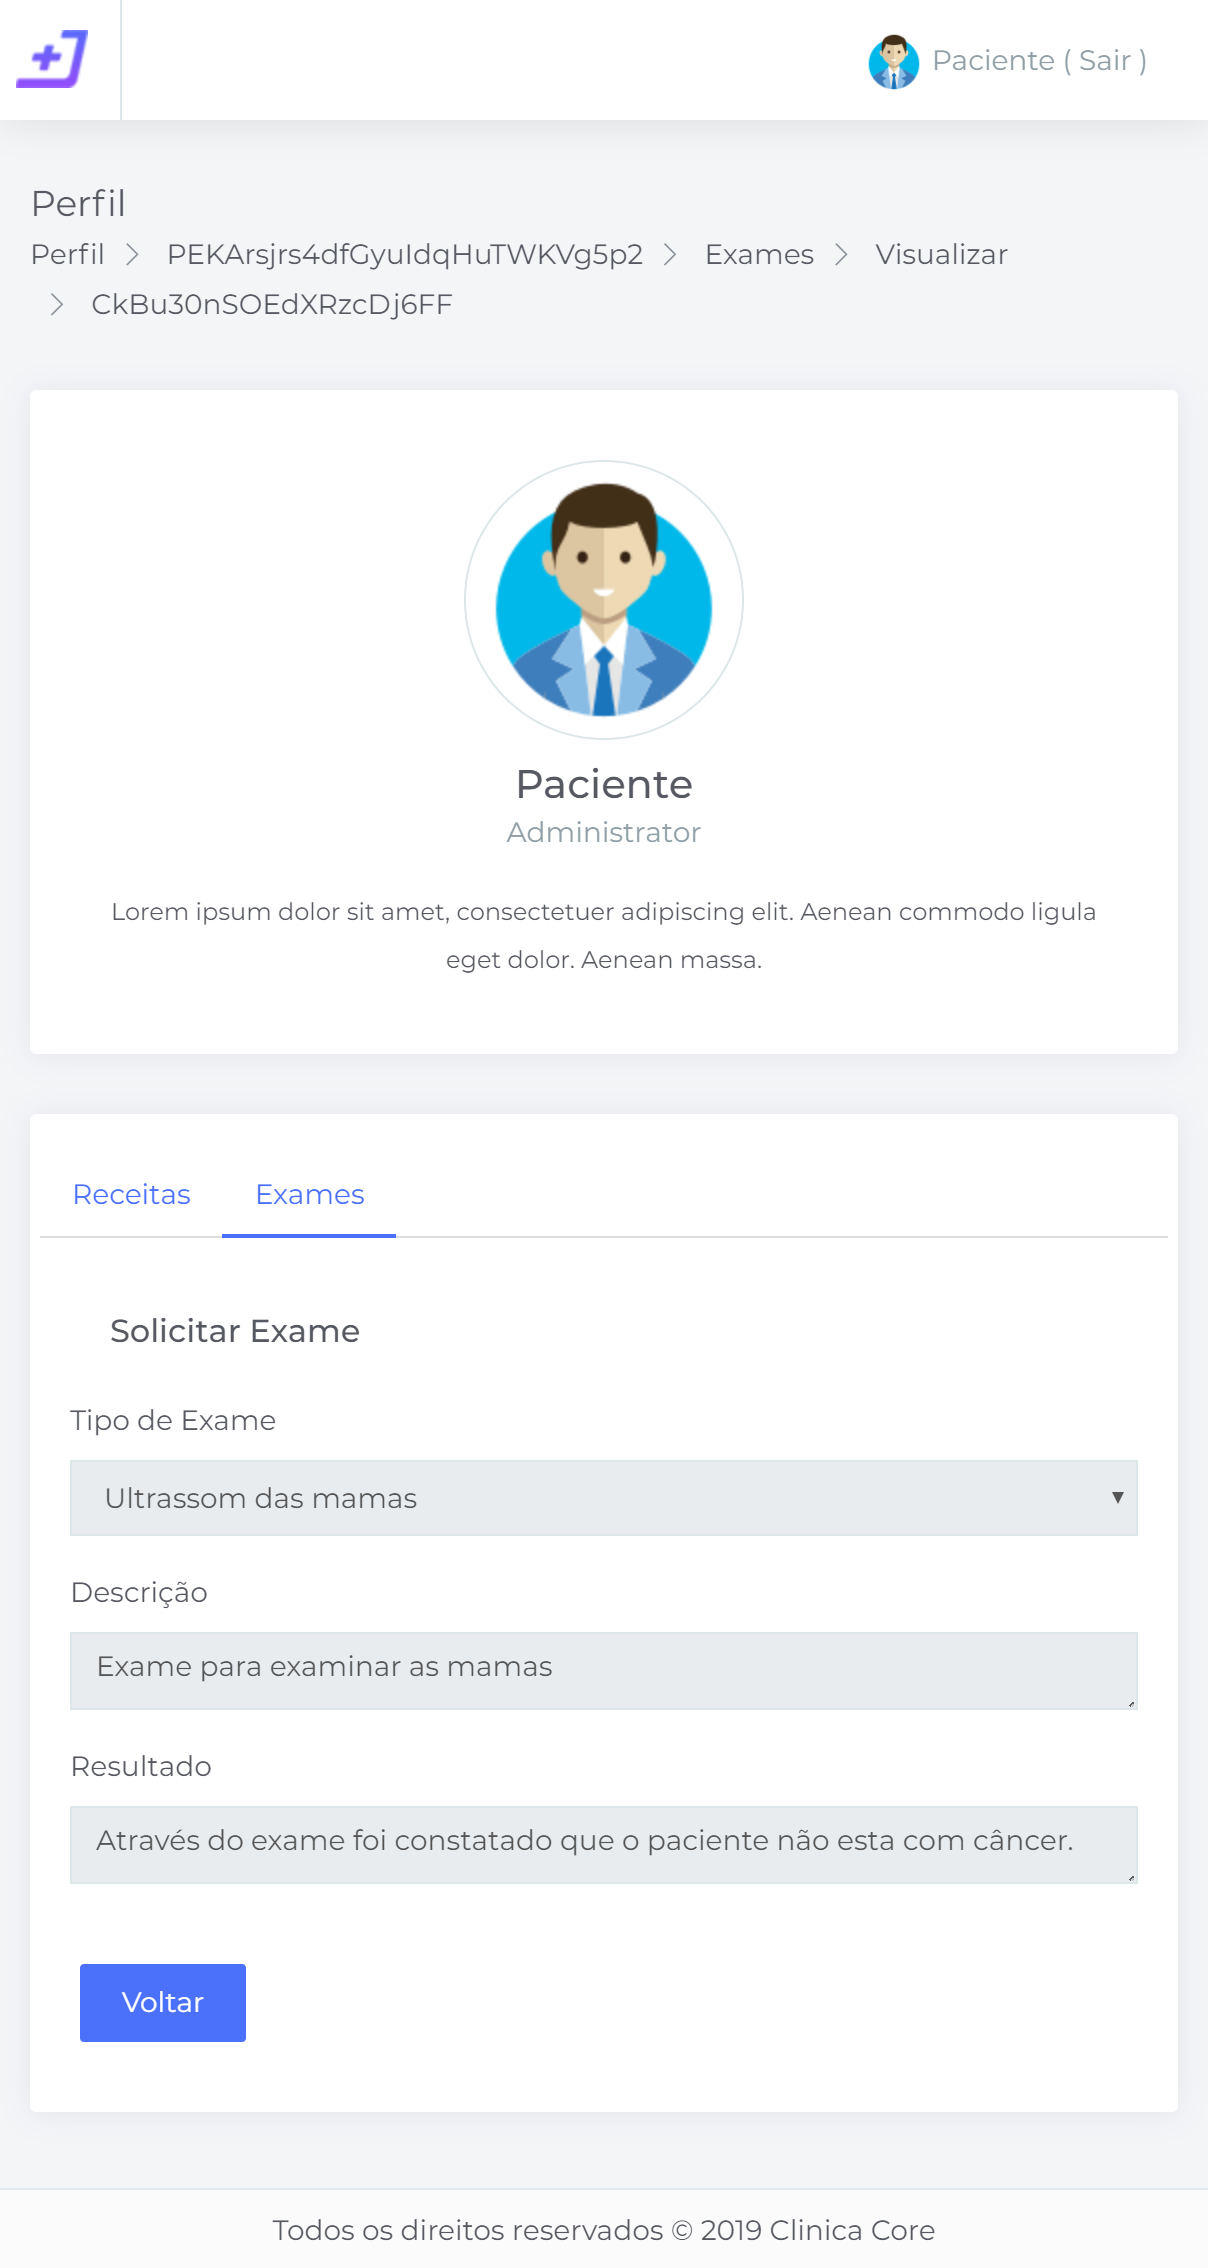 Paciente ( Sair )
Perfil
Perfil > PEKArsjrs4dfGyuIdqHuTWKVg5p2 > Exames > Visualizar
> CkBu30nSOEdXRzcDj6FF
Paciente
Administrator
Lorem ipsum dolor sit amet, consectetuer adipiscing elit. Aenean commodo ligula
eget dolor. Aenean massa.
Receitas Exames
Solicitar Exame
Tipo de Exame
Ultrassom das mamas
Descrição
Exame para examinar as mamas
Resultado
Através do exame foi constatado que o paciente não esta com câncer.
Voltar
Todos os direitos reservados © 2019 Clinica Core